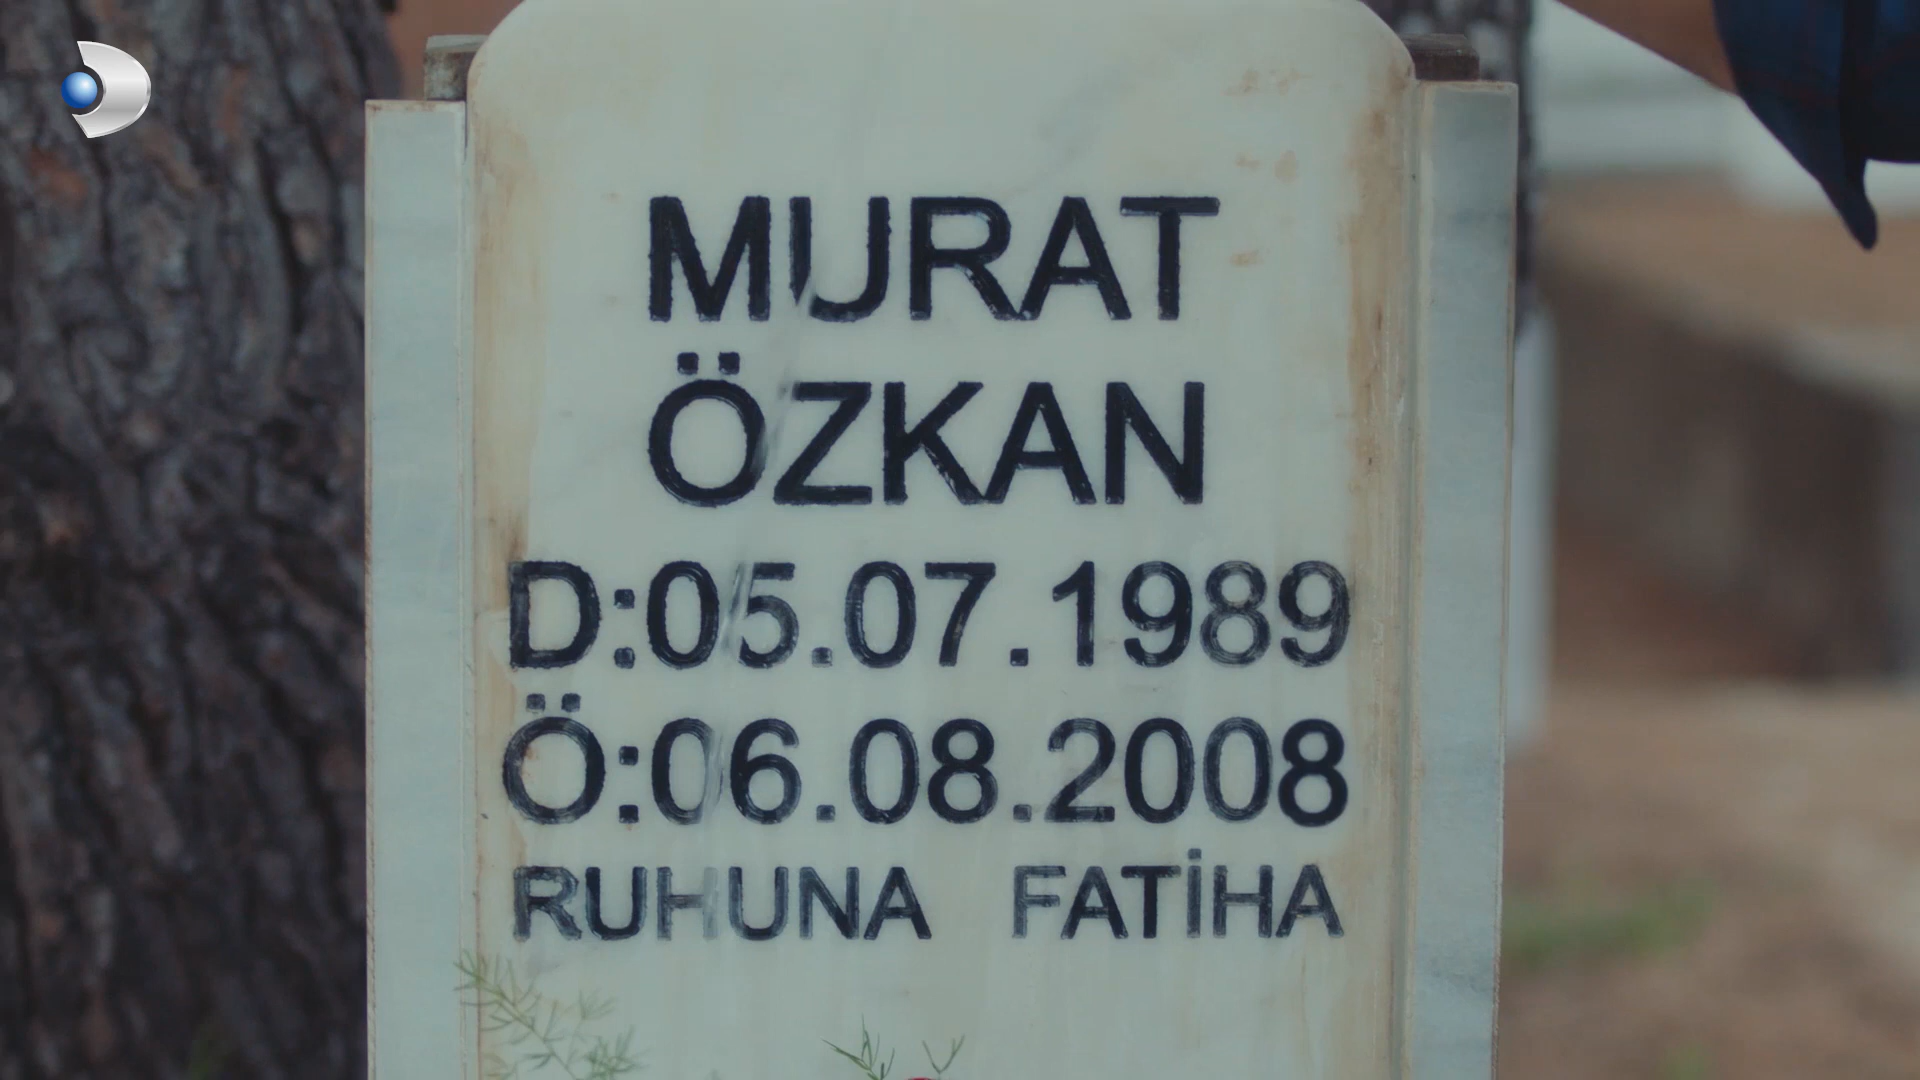 MURAT
ÖZKAN
D:05.07.1989
Ö:06.08.2008
RUHUNA FATİHA